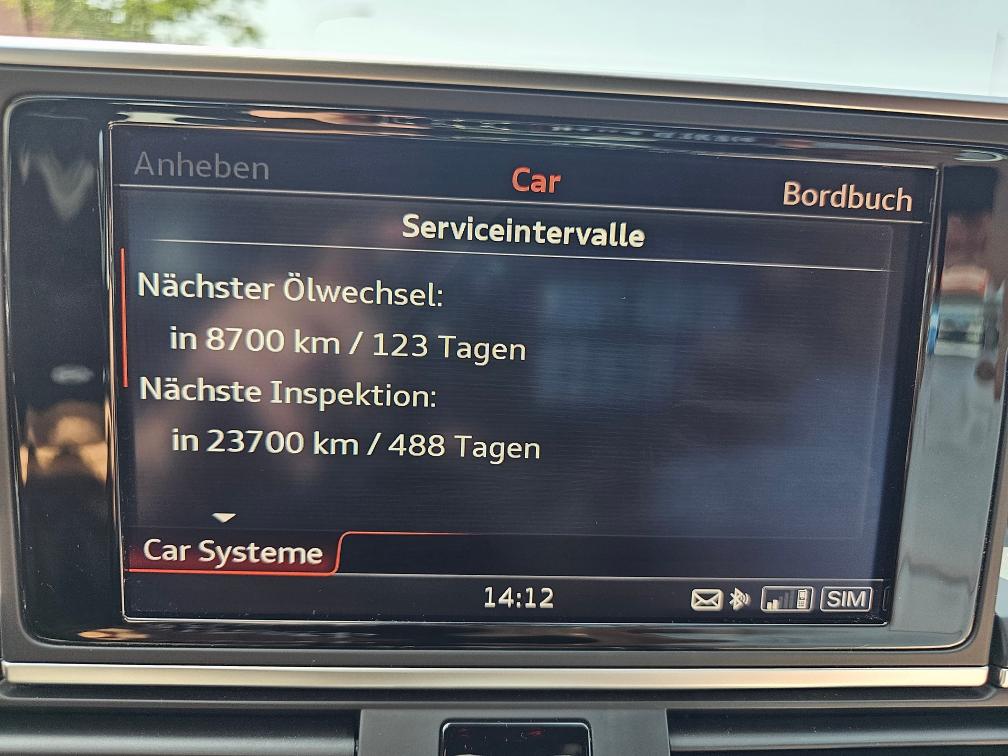 Anheben
Car
Bordbuch
Serviceintervalle
Nächster Ölwechsel:
in 8700 km / 123 Tagen
Nächste Inspektion:
in 23700 km / 488 Tagen
Car Systeme
14:12
SIM